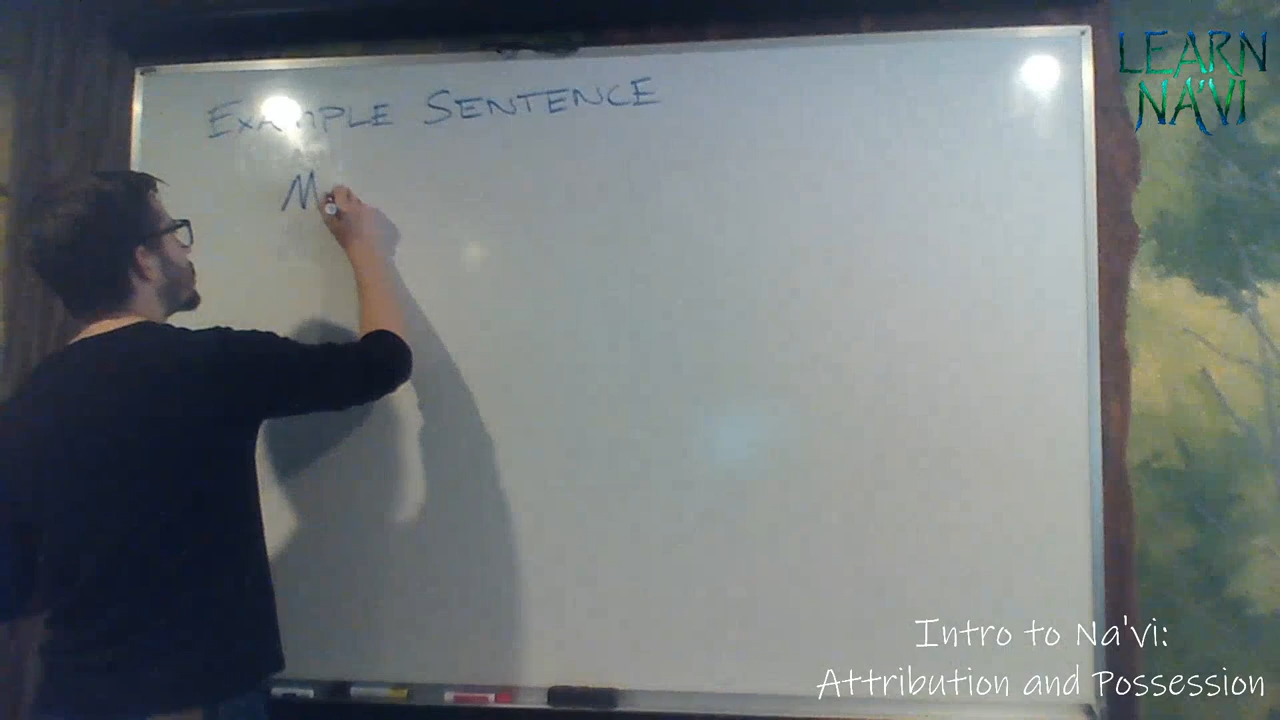 EXAMPLE SENTENCE
M
LEARN
NA'VI
Intro to Na'vi:
Attribution and Possession